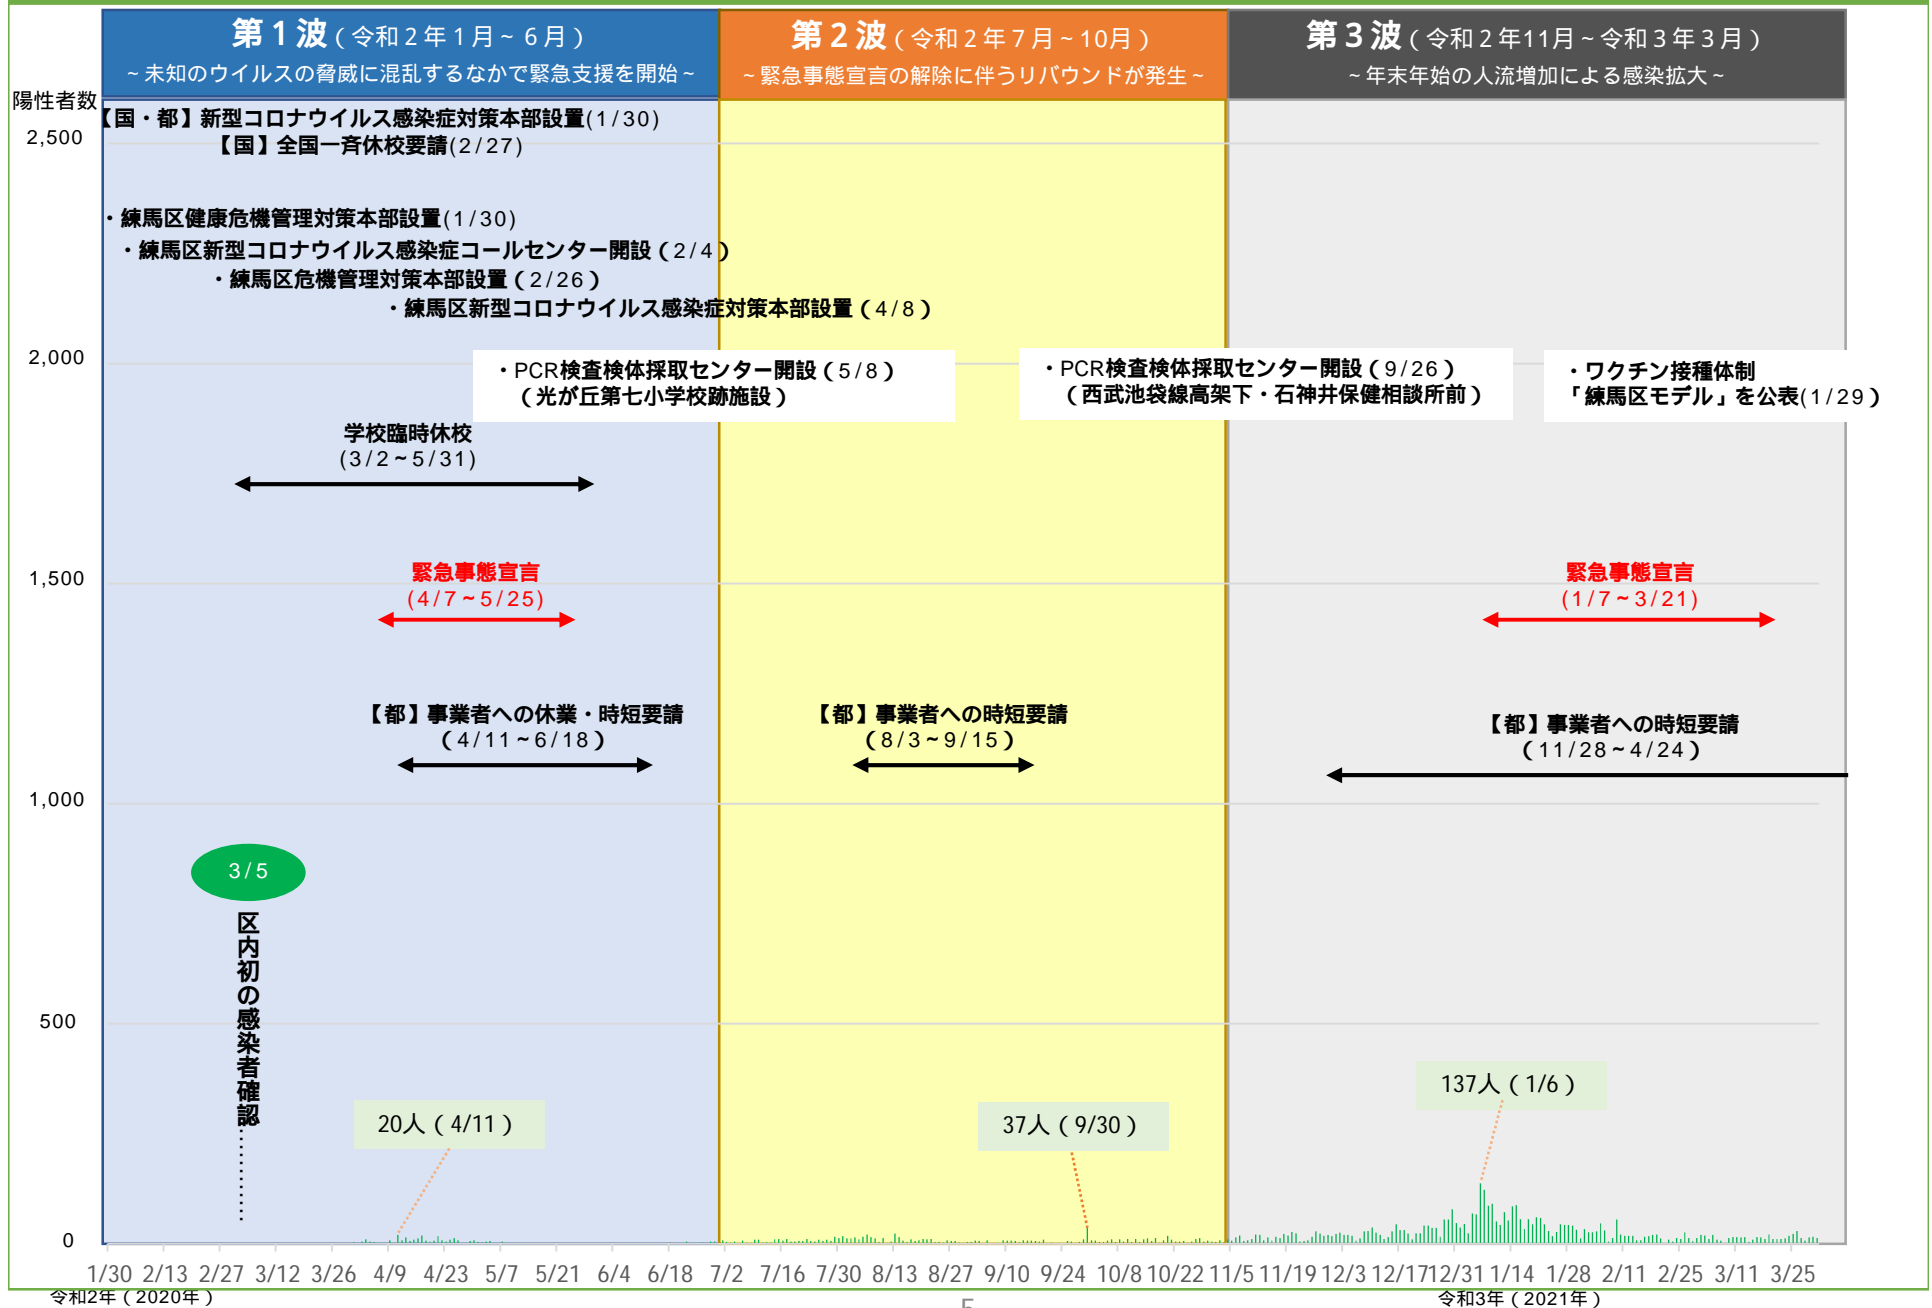 第１波（令和２年１月～６月）
～未知のウイルスの脅威に混乱するなかで緊急支援を開始～
第２波（令和２年７月～10月）
～緊急事態宣言の解除に伴うリバウンドが発生～
第３波（令和２年11月～令和３年３月）
～年末年始の人流増加による感染拡大～
陽性者数
2,500
2,000
1,500
1,000
500
0
【国・都】新型コロナウイルス感染症対策本部設置(1/30)
【国】全国一斉休校要請(2/27)
・練馬区健康危機管理対策本部設置(1/30)
・練馬区新型コロナウイルス感染症コールセンター開設（2/4）
・練馬区危機管理対策本部設置（2/26）
・練馬区新型コロナウイルス感染症対策本部設置（4/8）
・PCR検査検体採取センター開設（5/8）
（光が丘第七小学校跡施設）
・PCR検査検体採取センター開設（9/26）
（西武池袋線高架下・石神井保健相談所前）
・ワクチン接種体制
「練馬区モデル」を公表(1/29）
学校臨時休校
(3/2～5/31)
緊急事態宣言
(4/7～5/25)
緊急事態宣言
(1/7～3/21)
【都】事業者への休業・時短要請
（4/11～6/18）
【都】事業者への時短要請
（8/3～9/15）
【都】事業者への時短要請
（11/28～4/24）
3/5
区内初の感染者確認
20人（4/11）
37人（9/30）
137人（1/6）
1/30 2/13 2/27 3/12 3/26 4/9 4/23 5/7 5/21 6/4 6/18 7/2 7/16 7/30 8/13 8/27 9/10 9/24 10/8 10/22 11/5 11/19 12/3 12/17 12/31 1/14 1/28 2/11 2/25 3/11 3/25
令和2年（2020年）
令和3年（2021年）
5